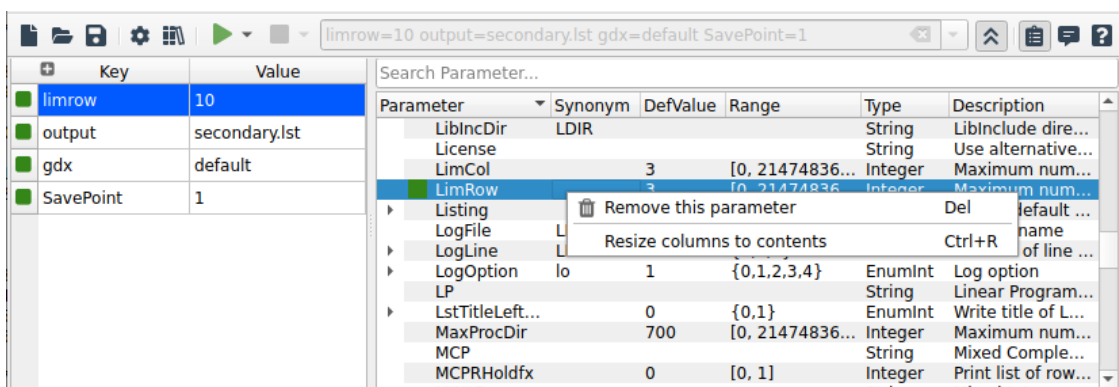 limrow=10 output=secondary.lst gdx=default SavePoint=1
Key Value
limrow 10
output secondary.lst
gdx default
SavePoint 1
Search Parameter...
Parameter Synonym DefValue Range Type Description
LibIncDir LDIR String LibInclude dire...
License String Use alternative...
LimCol 3 [0, 21474836... Integer Maximum num...
LimRow 3 [0, 21474836... Integer Maximum num...
Listing default ...
LogFile name
LogLine of line ...
Remove this parameter Del
Resize columns to contents Ctrl+R
LogOption lo 1 {0,1,2,3,4} EnumInt Log option
LP String Linear Program...
LstTitleLeft... 0 {0,1} EnumInt Write title of L...
MaxProcDir 700 [0, 21474836... Integer Maximum num...
MCP String Mixed Comple...
MCPRHoldfx 0 [0, 1] Integer Print list of row...